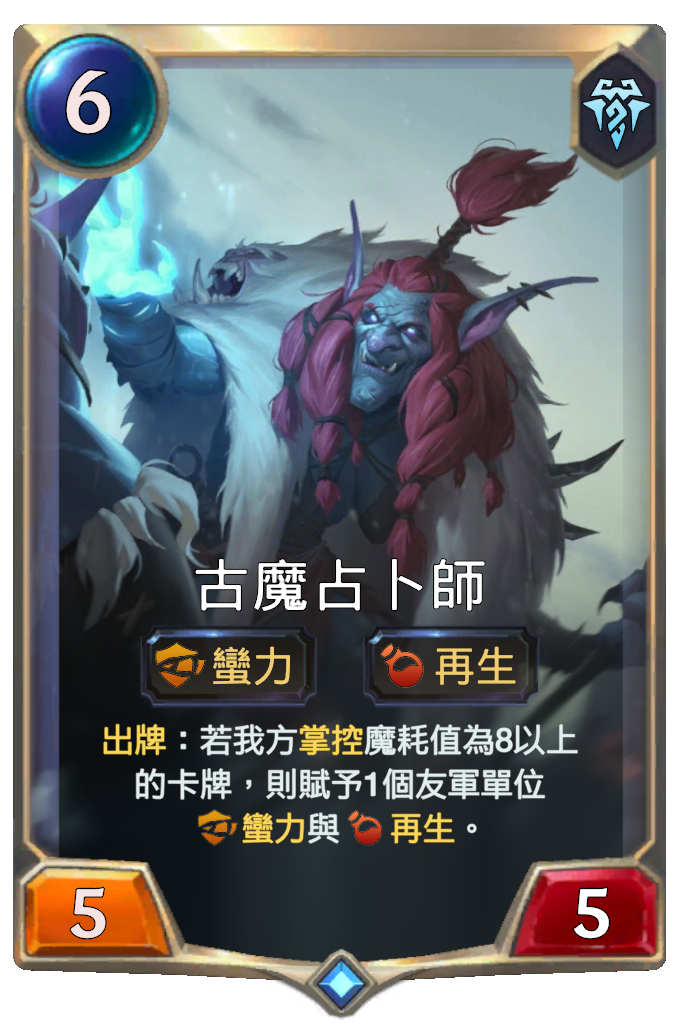 6
古魔占卜師
蠻力 再生
出牌：若我方掌控魔耗值為8以上
的卡牌，則賦予1個友軍單位
蠻力與 再生。
5 5